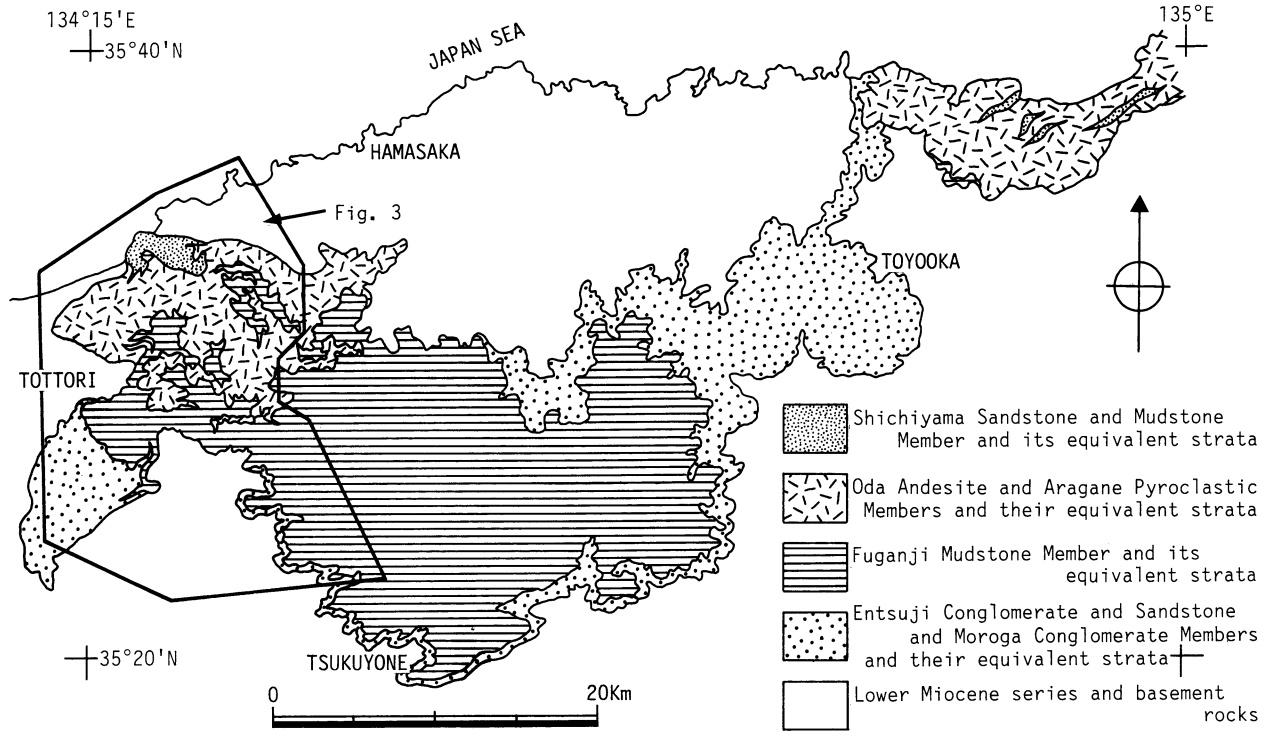 134°15'E
35°40'N
JAPAN SEA
135°E
HAMASAKA
Fig. 3
TOYOOKA
TOTTORI
Shichiyama Sandstone and Mudstone
Member and its equivalent strata
Oda Andesite and Aragane Pyroclastic
Members and their equivalent strata
Fuganji Mudstone Member and its
equivalent strata
Entsuji Conglomerate and Sandstone
and Moroga Conglomerate Members
and their equivalent strata
35°20'N
TSUKUYONE
0 20Km
Lower Miocene series and basement
rocks